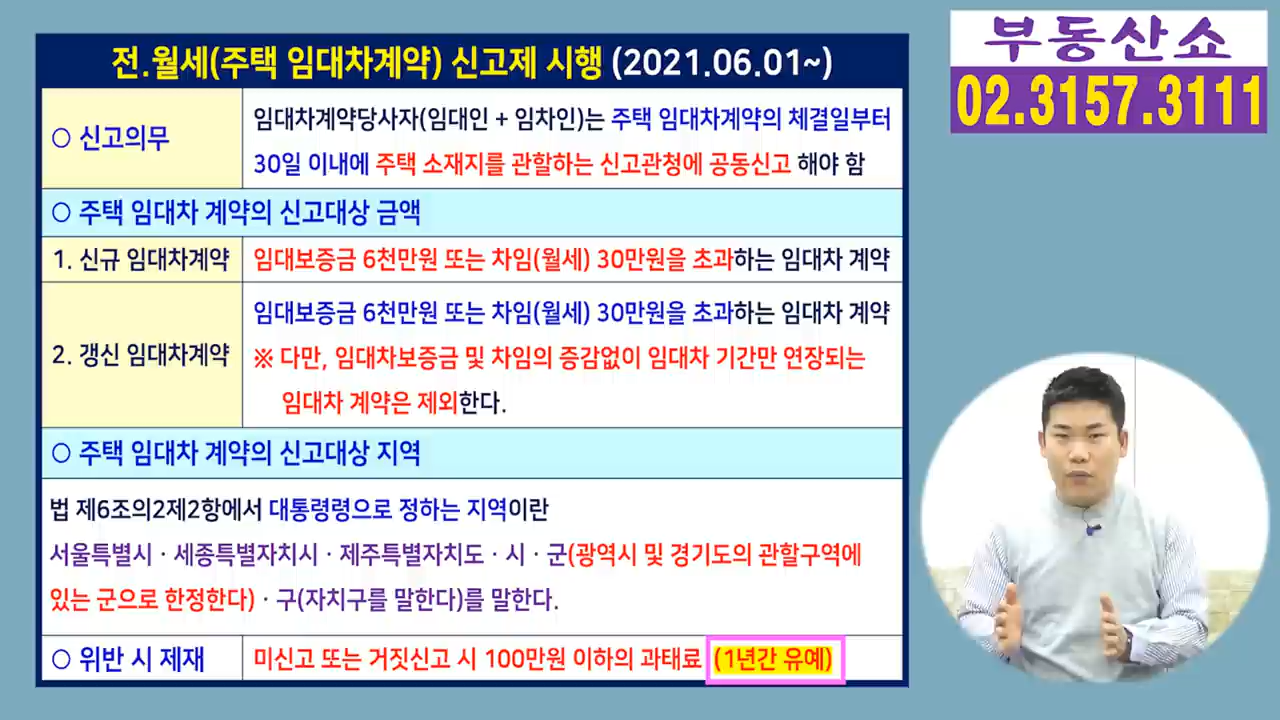 전.월세(주택 임대차계약) 신고제 시행 (2021.06.01~)
부동산쇼
02.3157.3111
○ 신고의무
임대차계약당사자(임대인 + 임차인)는 주택 임대차계약의 체결일부터
30일 이내에 주택 소재지를 관할하는 신고관청에 공동신고 해야 함
○ 주택 임대차 계약의 신고대상 금액
1. 신규 임대차계약
임대보증금 6천만원 또는 차임(월세) 30만원을 초과하는 임대차 계약
2. 갱신 임대차계약
임대보증금 6천만원 또는 차임(월세) 30만원을 초과하는 임대차 계약
※ 다만, 임대차보증금 및 차임의 증감없이 임대차 기간만 연장되는
임대차 계약은 제외한다.
○ 주택 임대차 계약의 신고대상 지역
법 제6조의2제2항에서 대통령령으로 정하는 지역이란
서울특별시 · 세종특별자치시 · 제주특별자치도 · 시 · 군(광역시 및 경기도의 관할구역에
있는 군으로 한정한다) · 구(자치구를 말한다)를 말한다.
○ 위반 시 제재
미신고 또는 거짓신고 시 100만원 이하의 과태료 (1년간 유예)